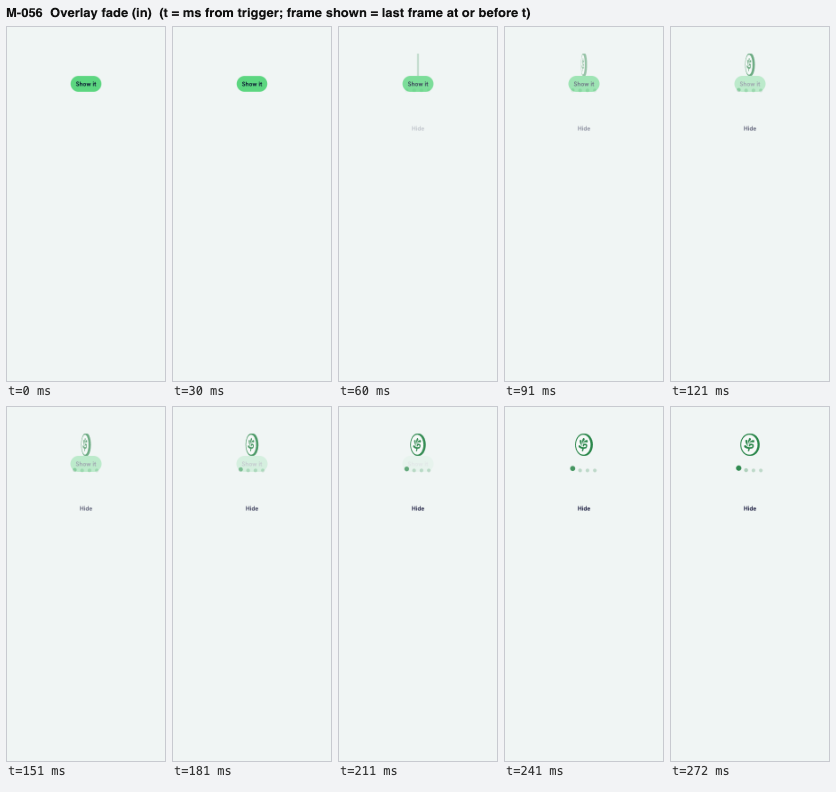 M-056 Overlay fade (in) (t = ms from trigger; frame shown = last frame at or before t)
Show it
Show it
Show it
Hide
Show it
Hide
Show it
Hide
t=0 ms
t=30 ms
t=60 ms
t=91 ms
t=121 ms
Show it
Hide
Show it
Hide
Hide
Hide
Hide
t=151 ms
t=181 ms
t=211 ms
t=241 ms
t=272 ms